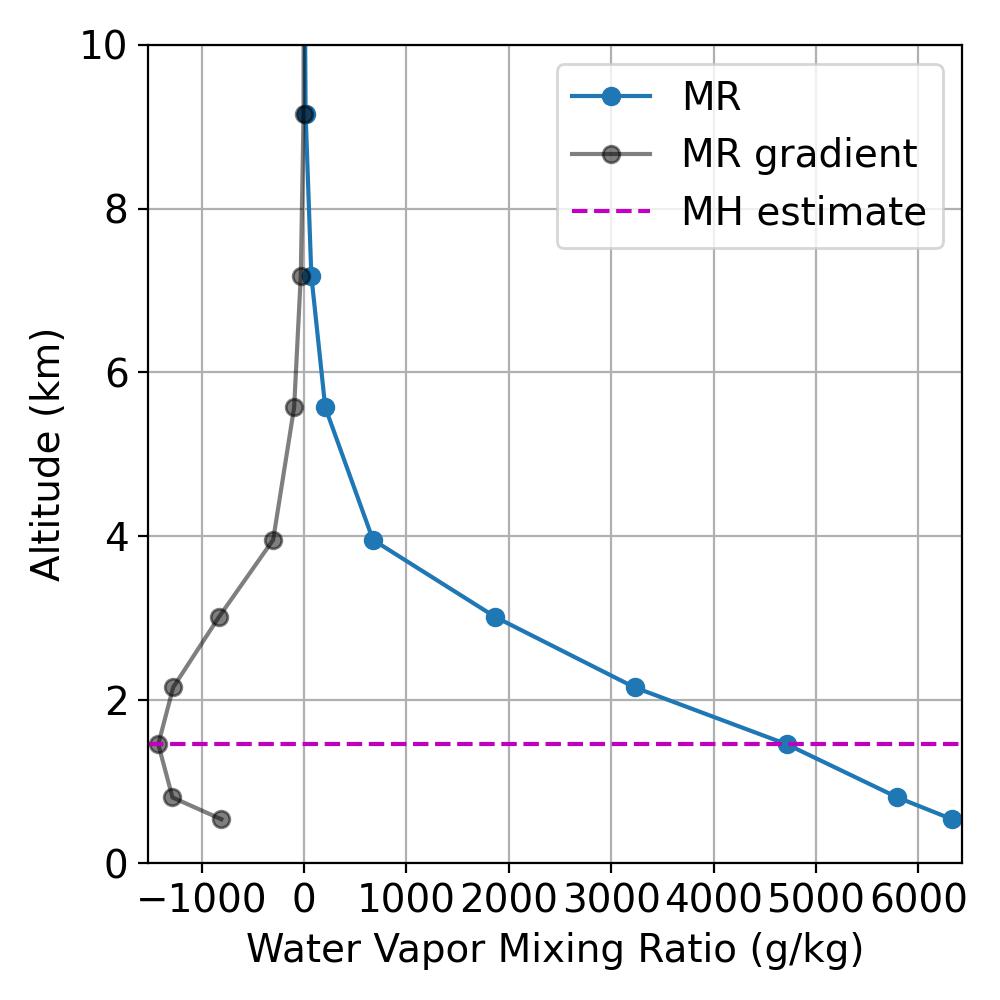 10
8
6
4
2
0
Altitude (km)
MR
MR gradient
MH estimate
−1000 0 1000 2000 3000 4000 5000 6000
Water Vapor Mixing Ratio (g/kg)